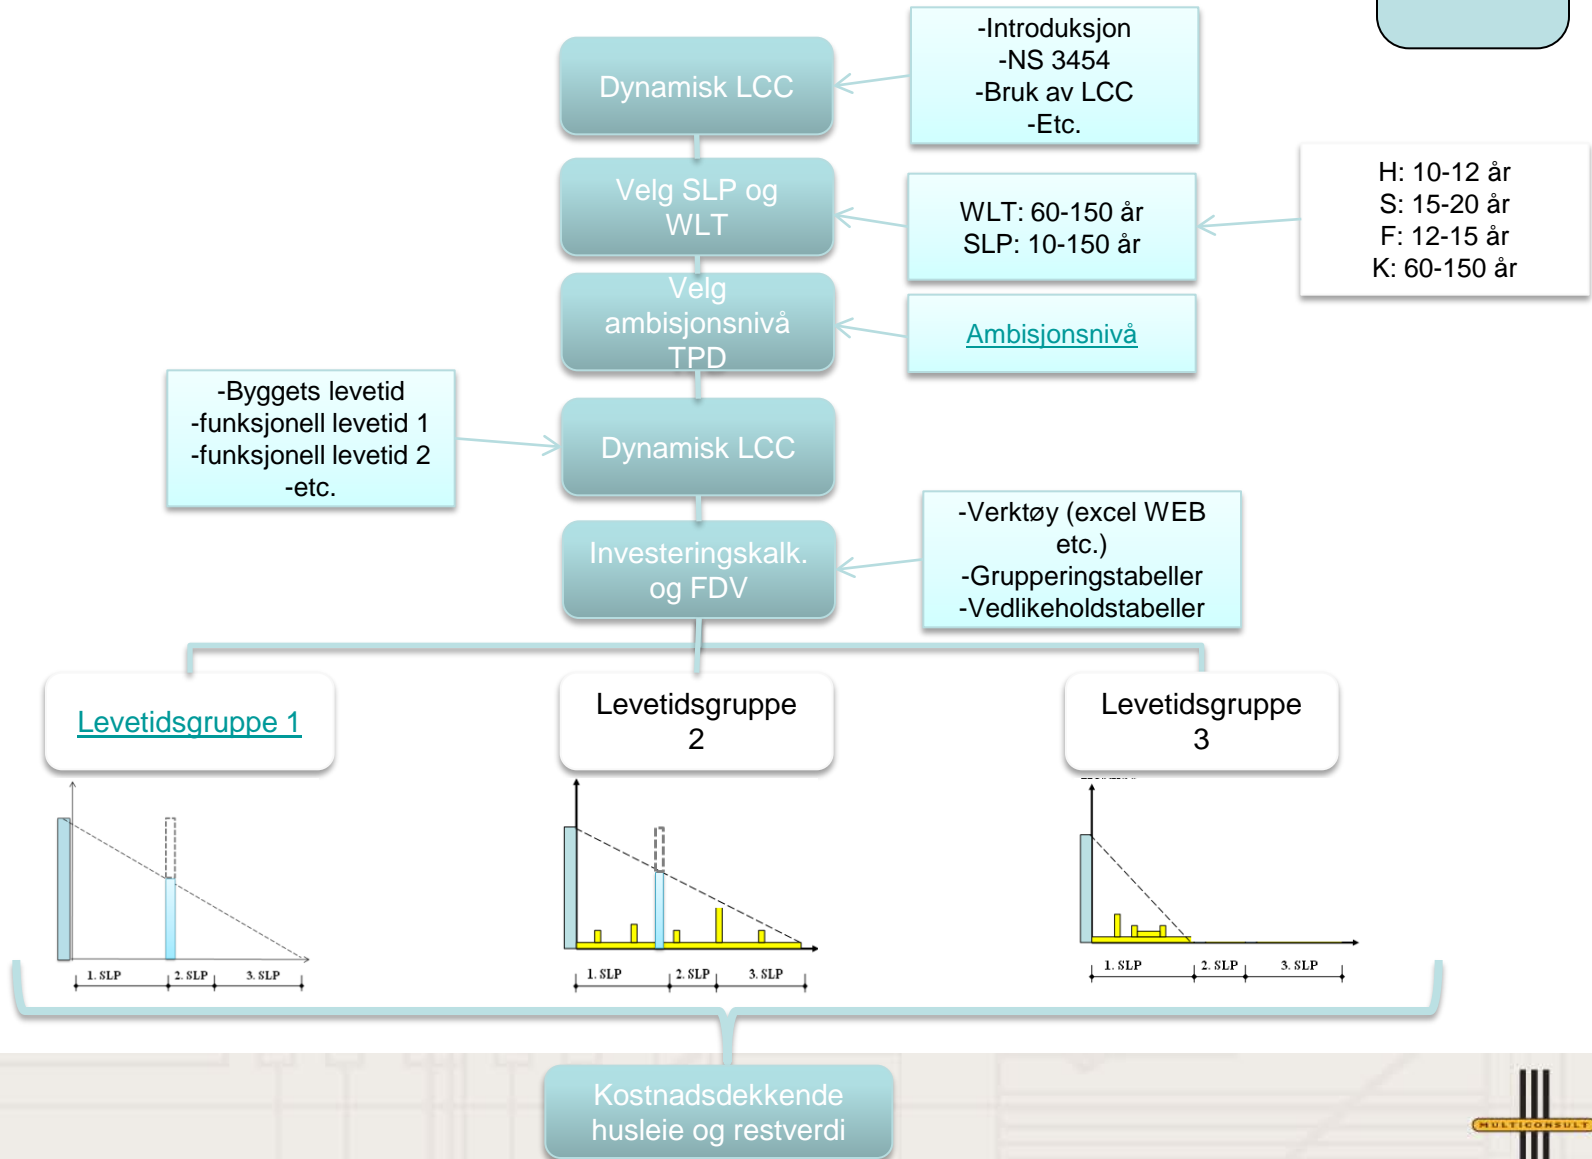 -Introduksjon
-NS 3454
-Bruk av LCC
-Etc.
Dynamisk LCC
Velg SLP og
WLT
WLT: 60-150 år
SLP: 10-150 år
H: 10-12 år
S: 15-20 år
F: 12-15 år
K: 60-150 år
Velg
ambisjonsnivå
TPD
Ambisjonsnivå
-Byggets levetid
-funksjonell levetid 1
-funksjonell levetid 2
-etc.
Dynamisk LCC
Investeringskalk.
og FDV
-Verktøy (excel WEB
etc.)
-Grupperingstabeller
-Vedlikeholdstabeller
Levetidsgruppe 1
Levetidsgruppe
2
Levetidsgruppe
3
1. SLP 2. SLP 3. SLP
1. SLP 2. SLP 3. SLP
1. SLP 2. SLP 3. SLP
Kostnadsdekkende
husleie og restverdi
MULTICONSULT